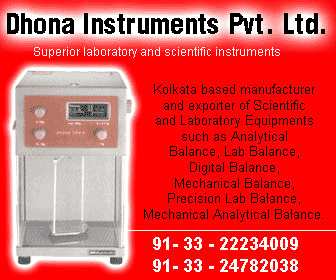 Dhona Instruments Pvt. Ltd.
Superior laboratory and scientific instruments
Kolkata based manufacturer
and exporter of Scientific
and Laboratory Equipments
such as Analytical
Balance, Lab Balance,
Digital Balance,
Mechanical Balance,
Precision Lab Balance,
Mechanical Analytical Balance.
91- 33 - 22234009
91- 33 - 24782038